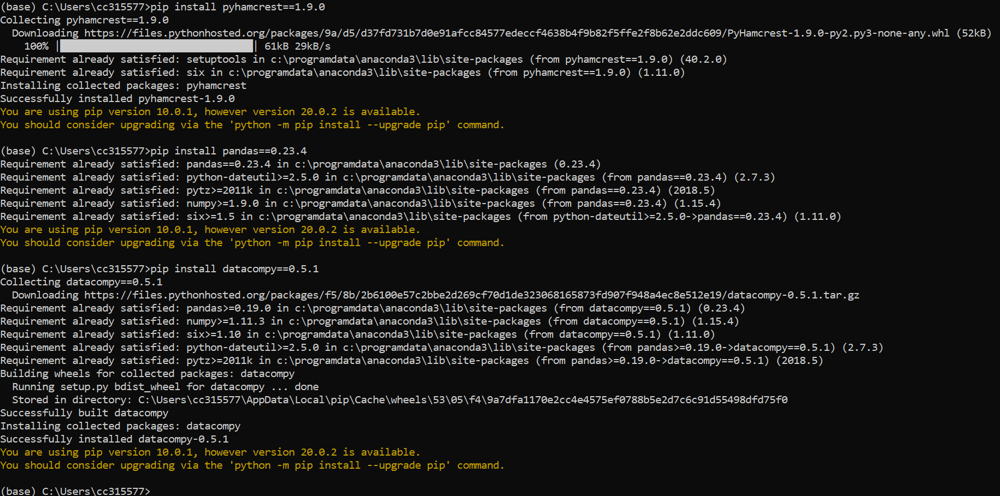 (base) C:\Users\cc315577>pip install pyhamcrest==1.9.0
Collecting pyhamcrest==1.9.0
  Downloading https://files.pythonhosted.org/packages/9a/d5/d37fd731b7d0e91afcc84577edeccf4638b4f9b82f5ffe2f8b62e2ddc609/PyHamcrest-1.9.0-py2.py3-none-any.whl (52kB)
    100% |████████████████████████████████| 61kB 29kB/s
Requirement already satisfied: setuptools in c:\programdata\anaconda3\lib\site-packages (from pyhamcrest==1.9.0) (40.2.0)
Requirement already satisfied: six in c:\programdata\anaconda3\lib\site-packages (from pyhamcrest==1.9.0) (1.11.0)
Installing collected packages: pyhamcrest
Successfully installed pyhamcrest-1.9.0
You are using pip version 10.0.1, however version 20.0.2 is available.
You should consider upgrading via the 'python -m pip install --upgrade pip' command.
(base) C:\Users\cc315577>pip install pandas==0.23.4
Requirement already satisfied: pandas==0.23.4 in c:\programdata\anaconda3\lib\site-packages (0.23.4)
Requirement already satisfied: python-dateutil>=2.5.0 in c:\programdata\anaconda3\lib\site-packages (from pandas==0.23.4) (2.7.3)
Requirement already satisfied: pytz>=2011k in c:\programdata\anaconda3\lib\site-packages (from pandas==0.23.4) (2018.5)
Requirement already satisfied: numpy>=1.9.0 in c:\programdata\anaconda3\lib\site-packages (from pandas==0.23.4) (1.15.4)
Requirement already satisfied: six>=1.5 in c:\programdata\anaconda3\lib\site-packages (from python-dateutil>=2.5.0->pandas==0.23.4) (1.11.0)
You are using pip version 10.0.1, however version 20.0.2 is available.
You should consider upgrading via the 'python -m pip install --upgrade pip' command.
(base) C:\Users\cc315577>pip install datacompy==0.5.1
Collecting datacompy==0.5.1
  Downloading https://files.pythonhosted.org/packages/f5/8b/2b6100e57c2bbe2d269cf70d1de323068165873fd907f948a4ec8e512e19/datacompy-0.5.1.tar.gz
Requirement already satisfied: pandas>=0.19.0 in c:\programdata\anaconda3\lib\site-packages (from datacompy==0.5.1) (0.23.4)
Requirement already satisfied: numpy>=1.11.3 in c:\programdata\anaconda3\lib\site-packages (from datacompy==0.5.1) (1.15.4)
Requirement already satisfied: six>=1.10 in c:\programdata\anaconda3\lib\site-packages (from datacompy==0.5.1) (1.11.0)
Requirement already satisfied: python-dateutil>=2.5.0 in c:\programdata\anaconda3\lib\site-packages (from pandas>=0.19.0->datacompy==0.5.1) (2.7.3)
Requirement already satisfied: pytz>=2011k in c:\programdata\anaconda3\lib\site-packages (from pandas>=0.19.0->datacompy==0.5.1) (2018.5)
Building wheels for collected packages: datacompy
  Running setup.py bdist_wheel for datacompy ... done
  Stored in directory: C:\Users\cc315577\AppData\Local\pip\Cache\wheels\53\05\f4\9a7dfa1170e2cc4e4575ef0788b5e2d7c6c91d55498dfd75f0
Successfully built datacompy
Installing collected packages: datacompy
Successfully installed datacompy-0.5.1
You are using pip version 10.0.1, however version 20.0.2 is available.
You should consider upgrading via the 'python -m pip install --upgrade pip' command.
(base) C:\Users\cc315577>